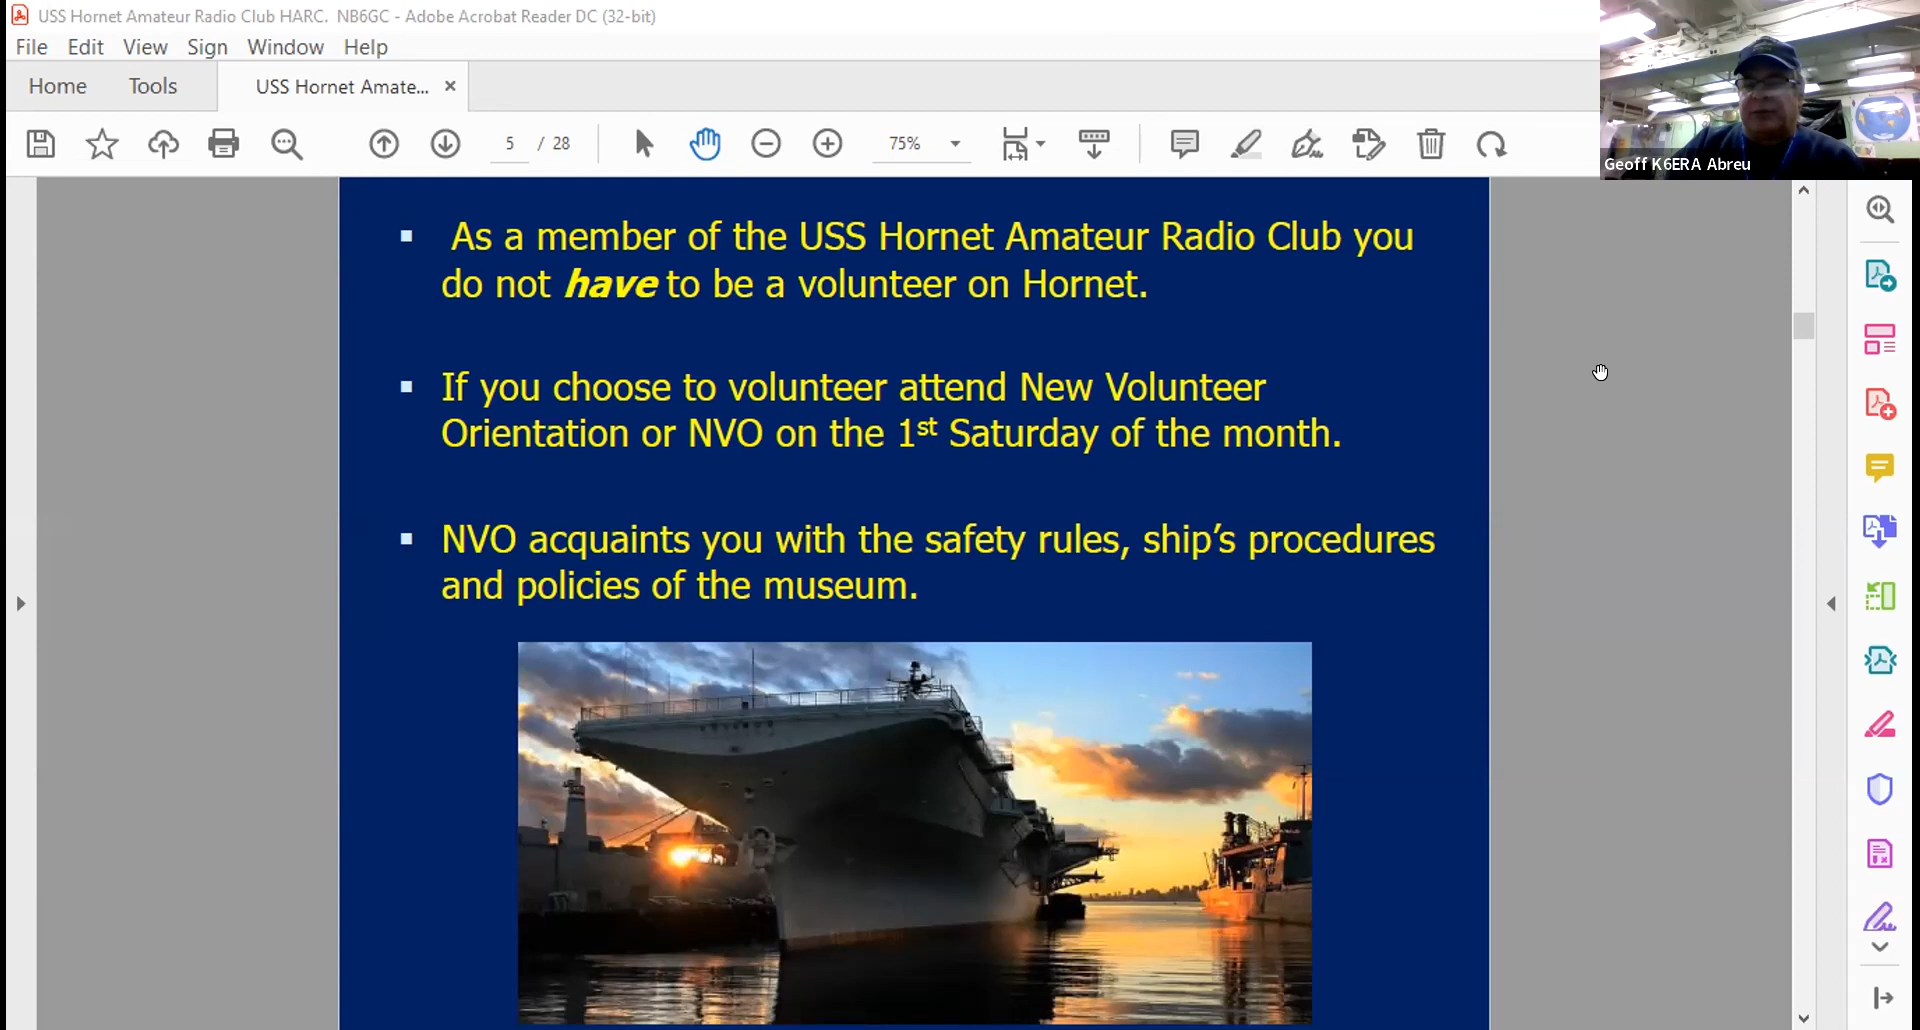 USS Hornet Amateur Radio Club HARC.  NB6GC - Adobe Acrobat Reader DC (32-bit)
File Edit View Sign Window Help
Home Tools USS Hornet Amate... ×
5 / 28 75%
Geoff K6ERA Abreu
▪ As a member of the USS Hornet Amateur Radio Club you
do not have to be a volunteer on Hornet.
▪ If you choose to volunteer attend New Volunteer
Orientation or NVO on the 1st Saturday of the month.
▪ NVO acquaints you with the safety rules, ship’s procedures
and policies of the museum.